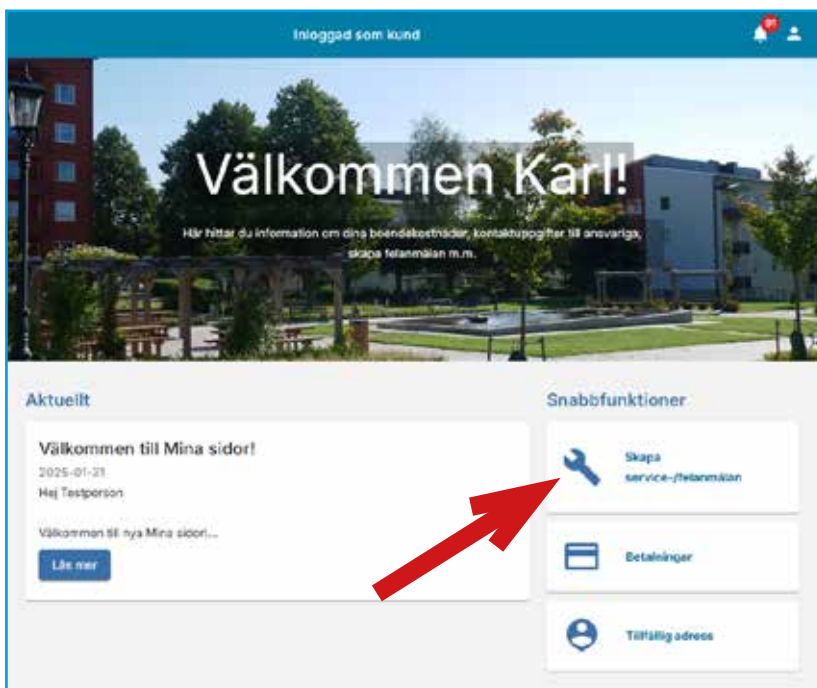 Inloggad som kund
Välkommen Karl!
Här hittar du information om dina boendekostnader, kontaktuppgifter till ansvariga,
skapa felanmälan m.m.
Aktuellt
Välkommen till Mina sidor!
2025-01-21
Hej Testperson
Välkommen till nya Mina sidor!...
Läs mer
Snabbfunktioner
Skapa
service-/felanmälan
Betalningar
Tillfällig adress